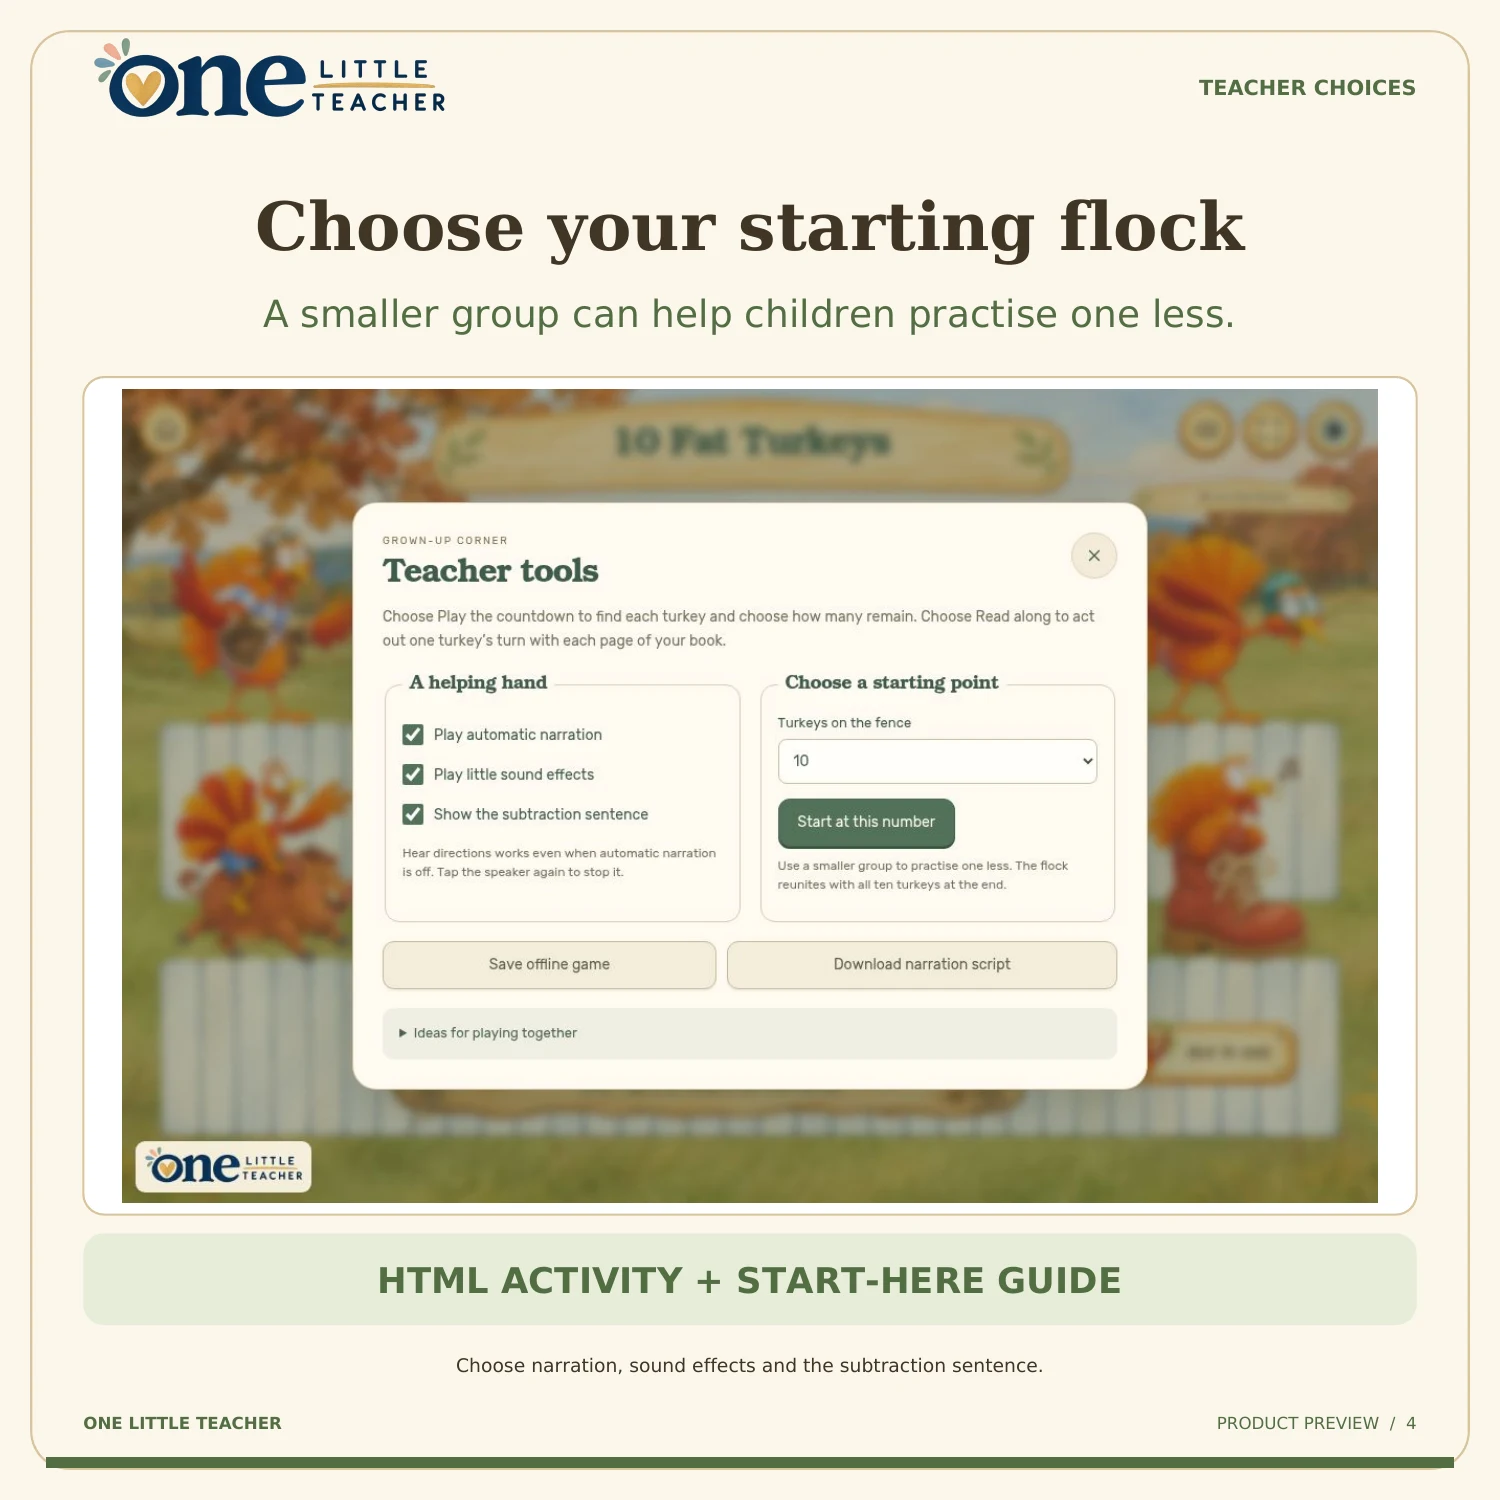 one LITTLE TEACHER
TEACHER CHOICES
Choose your starting flock
A smaller group can help children practise one less.
10 Fat Turkeys
GROWN-UP CORNER
Teacher tools
Choose Play the countdown to find each turkey and choose how many remain. Choose Read along to act
out one turkey's turn with each page of your book.
A helping hand
Play automatic narration
Play little sound effects
Show the subtraction sentence
Hear directions works even when automatic narration
is off. Tap the speaker again to stop it.
Choose a starting point
Turkeys on the fence
10
Start at this number
Use a smaller group to practise one less. The flock
reunites with all ten turkeys at the end.
Save offline game
Download narration script
Ideas for playing together
one LITTLE TEACHER
HTML ACTIVITY + START-HERE GUIDE
Choose narration, sound effects and the subtraction sentence.
ONE LITTLE TEACHER
PRODUCT PREVIEW / 4